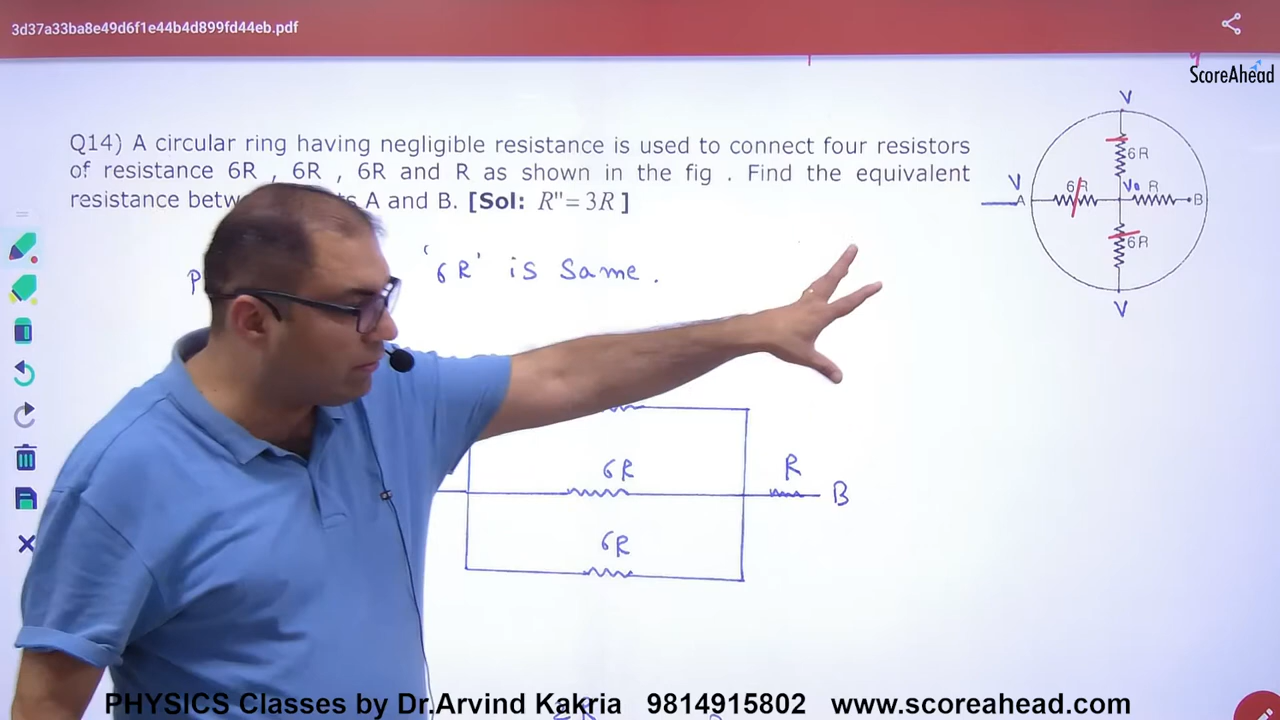 3d37a33ba8e49d6f1e44b4d899fd44eb.pdf
ScoreAhead
Q14) A circular ring having negligible resistance is used to connect four resistors
of resistance 6R , 6R , 6R and R as shown in the fig . Find the equivalent
resistance A and B. [Sol: R"= 3R ]
V
6R
V
A
6R
V₀
R
B
6R
V
'6R' is same.
6R
R
B
6R
PHYSICS Classes by Dr.Arvind Kakria 9814915802 www.scoreahead.com